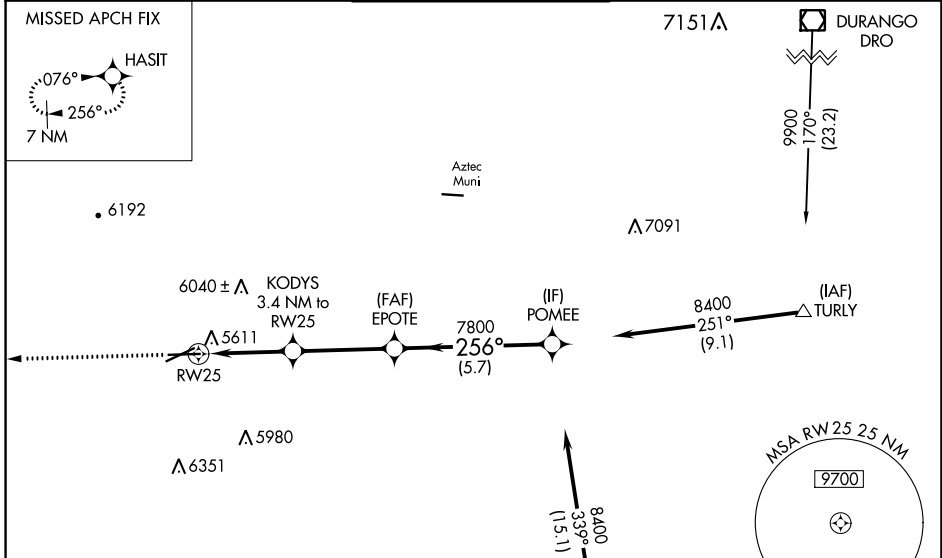 MISSED APCH FIX
HASIT
076°
256°
7 NM
7151
DURANGO
DRO
9900
170°
(23.2)
Aztec
Muni
6192
7091
6040 ±
KODYS
3.4 NM to
RW25
(FAF)
EPOTE
(IF)
POMEE
7800
256°
(5.7)
8400
251°
(9.1)
(IAF)
TURLY
5611
RW25
5980
6351
8400
339°
(15.1)
MSA RW 25 25 NM
9700